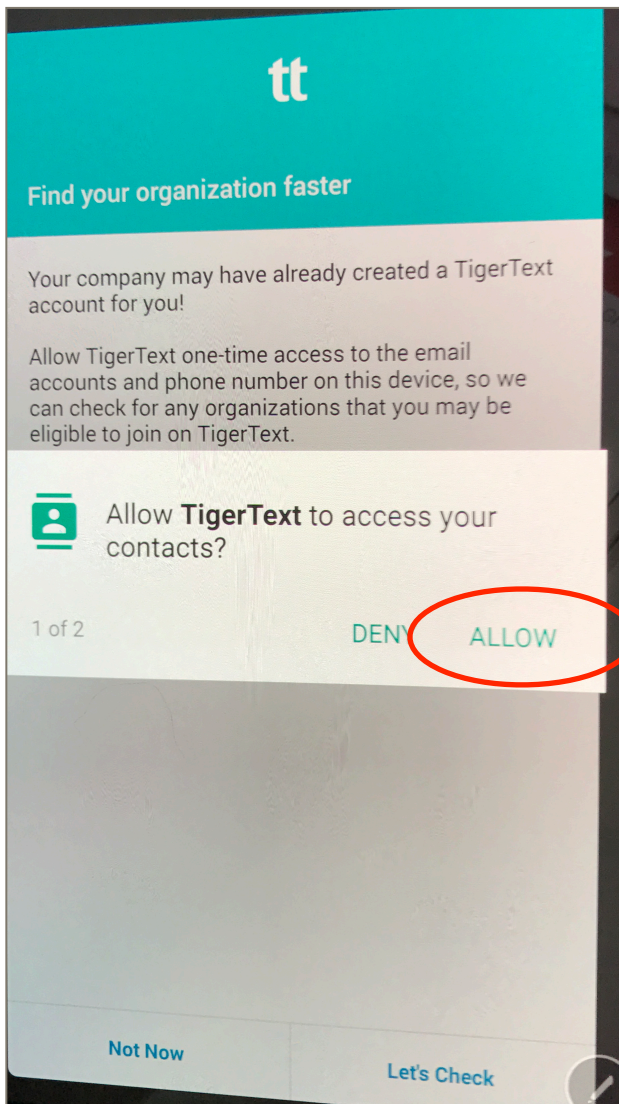 tt
Find your organization faster
Your company may have already created a TigerText
account for you!
Allow TigerText one-time access to the email
accounts and phone number on this device, so we
can check for any organizations that you may be
eligible to join on TigerText.
Allow TigerText to access your
contacts?
1 of 2
DENY
ALLOW
Not Now
Let's Check